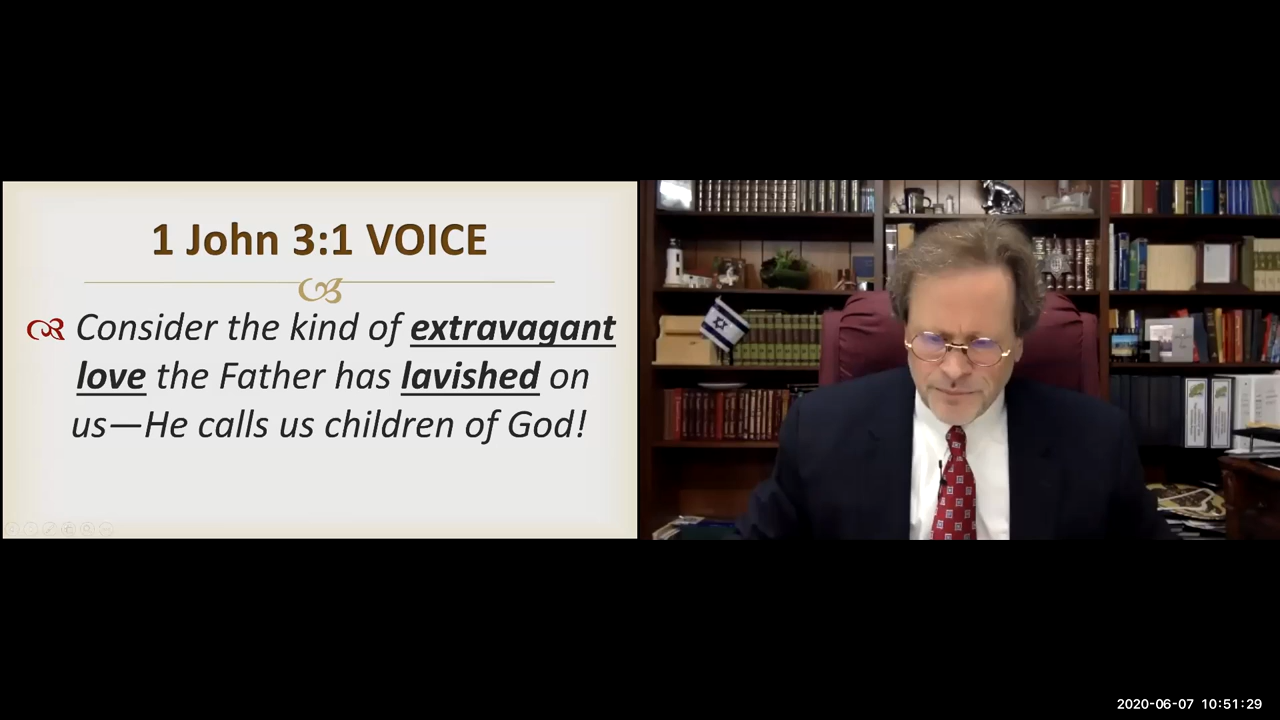 1 John 3:1 VOICE
Consider the kind of extravagant
love the Father has lavished on
us—He calls us children of God!
2020-06-07 10:51:29